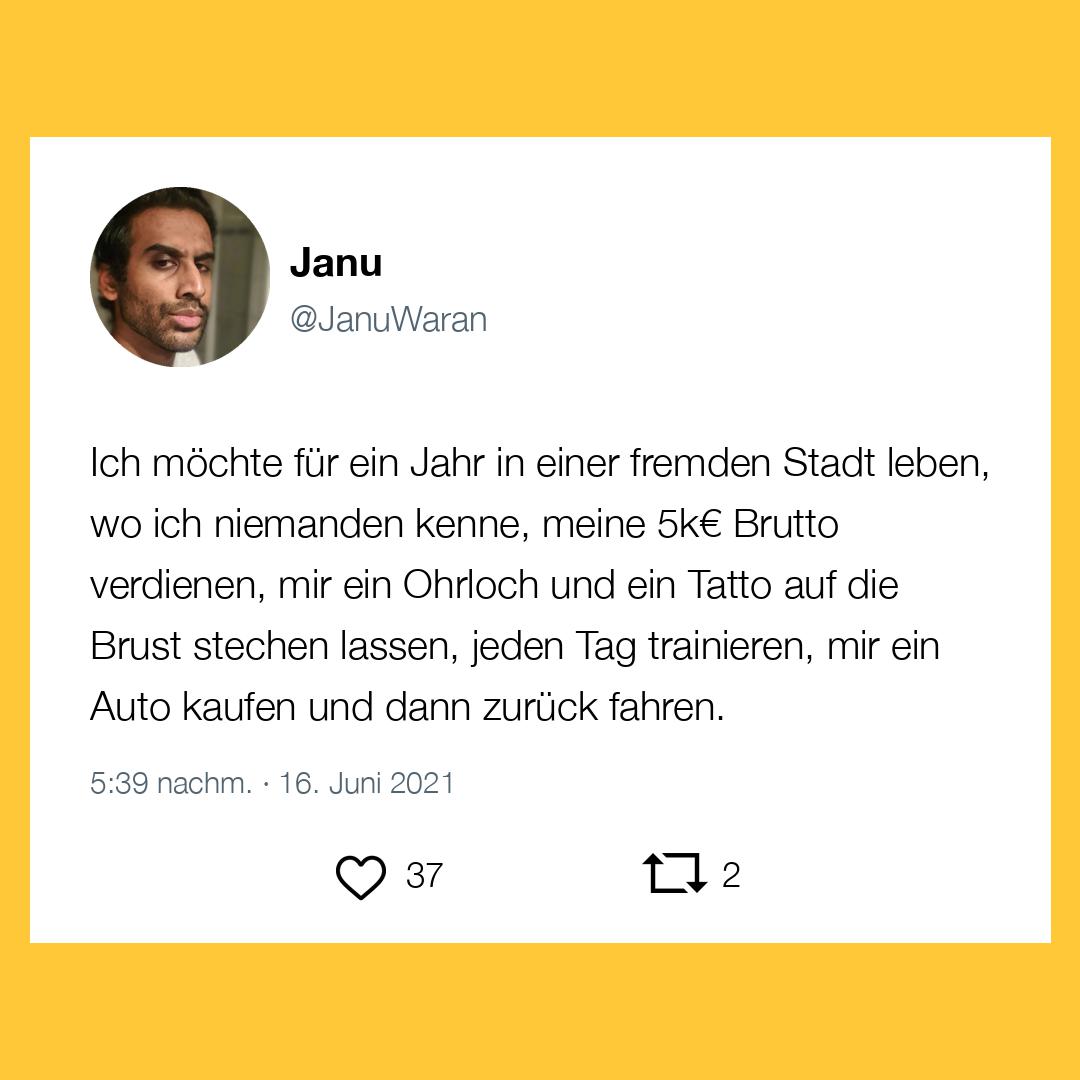 Janu
@JanuWaran
Ich möchte für ein Jahr in einer fremden Stadt leben,
wo ich niemanden kenne, meine 5k€ Brutto
verdienen, mir ein Ohrloch und ein Tatto auf die
Brust stechen lassen, jeden Tag trainieren, mir ein
Auto kaufen und dann zurück fahren.
5:39 nachm. · 16. Juni 2021
37 2